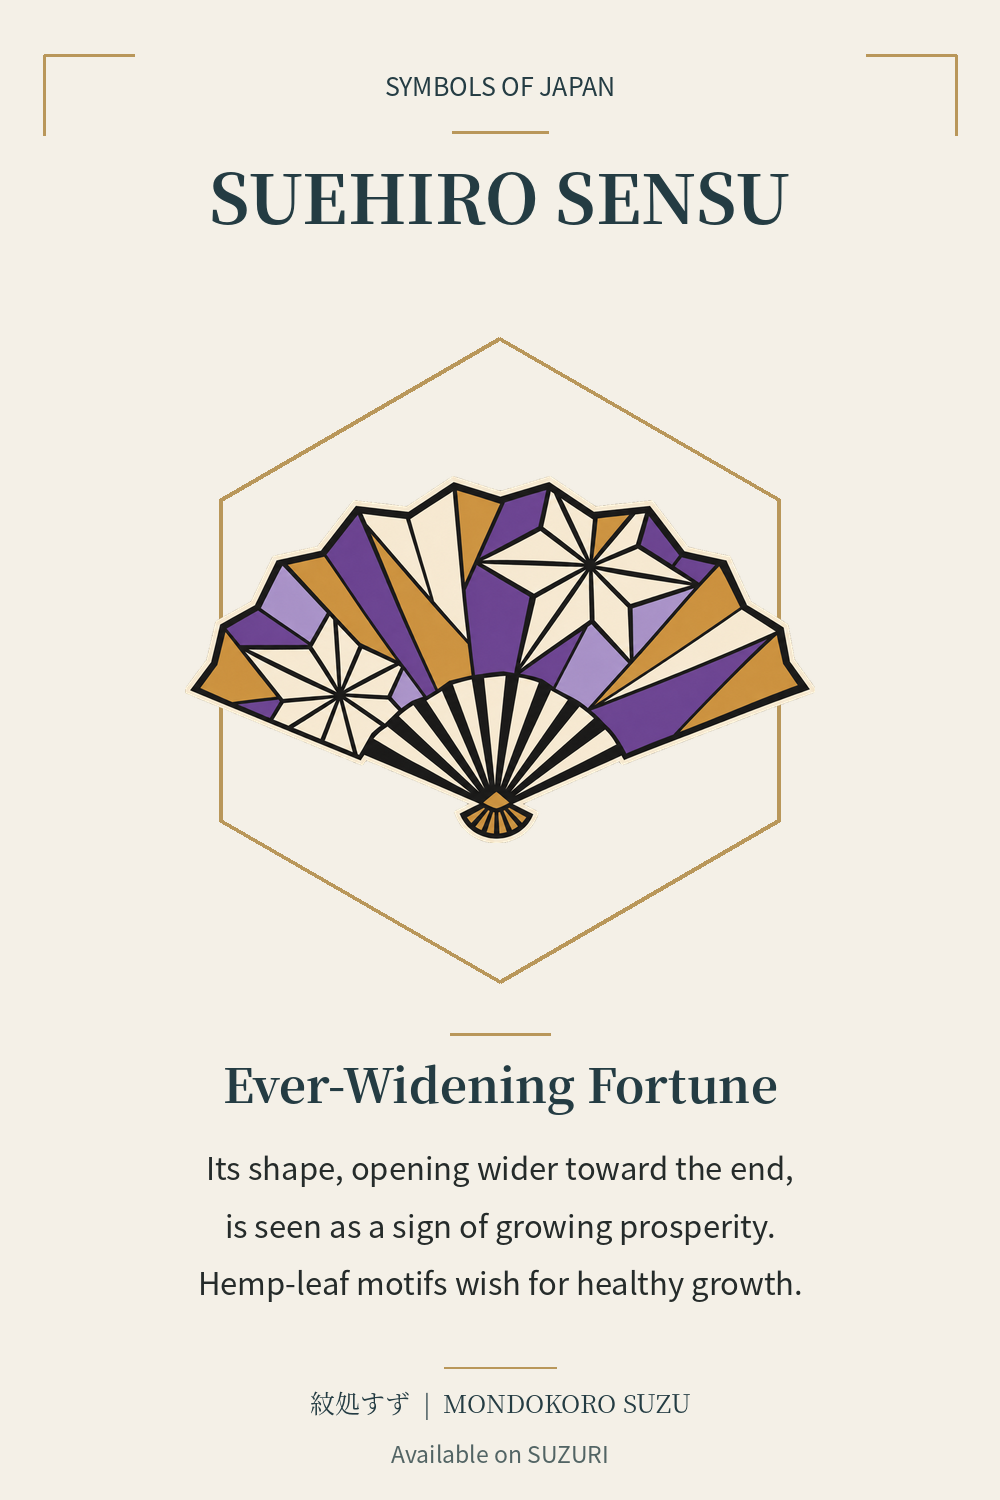 SYMBOLS OF JAPAN
SUEHIRO SENSU
Ever-Widening Fortune
Its shape, opening wider toward the end,
is seen as a sign of growing prosperity.
Hemp-leaf motifs wish for healthy growth.
紋処すず | MONDOKORO SUZU
Available on SUZURI